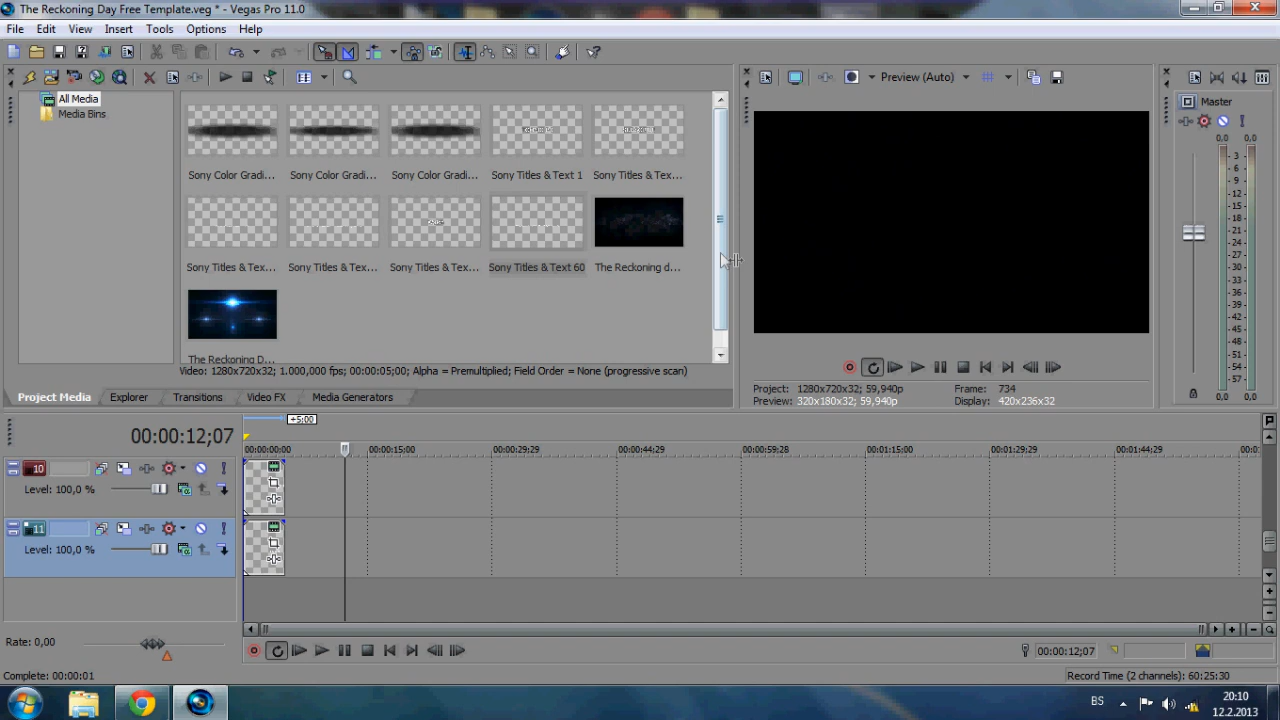 The Reckoning Day Free Template.veg * - Vegas Pro 11.0
File Edit View Insert Tools Options Help
All Media
Media Bins
Sony Color Gradi... Sony Color Gradi... Sony Color Gradi... Sony Titles & Text 1 Sony Titles & Tex...
Sony Titles & Tex... Sony Titles & Tex... Sony Titles & Tex... Sony Titles & Text 60 The Reckoning d...
The Reckoning D...
Video: 1280x720x32; 1.000,000 fps; 00:00:05;00; Alpha = Premultiplied; Field Order = None (progressive scan)
Project Media Explorer Transitions Video FX Media Generators
Preview (Auto)
Project: 1280x720x32; 59,940p Frame: 734
Preview: 320x180x32; 59,940p Display: 420x236x32
Master
0,0 0,0
3
6
9
12
15
18
21
24
27
30
33
36
39
42
45
48
51
54
57
0,0 0,0
+5;00
00:00:12;07
00:00:00;00 00:00:15;00 00:00:29;29 00:00:44;29 00:00:59;28 00:01:15;00 00:01:29;29 00:01:44;29 00:0
10
Level: 100,0 %
11
Level: 100,0 %
Rate: 0,00
00:00:12;07
Complete: 00:00:01
Record Time (2 channels): 60:25:30
BS
20:10
12.2.2013